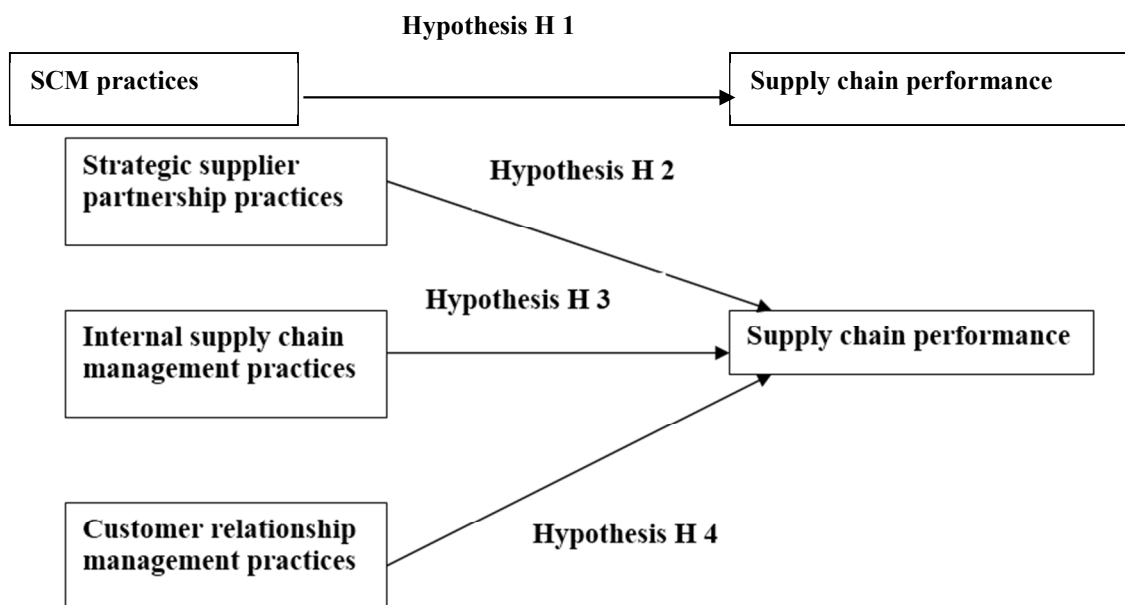 Hypothesis H 1
SCM practices
Supply chain performance
Strategic supplier
partnership practices
Hypothesis H 2
Hypothesis H 3
Internal supply chain
management practices
Supply chain performance
Customer relationship
management practices
Hypothesis H 4